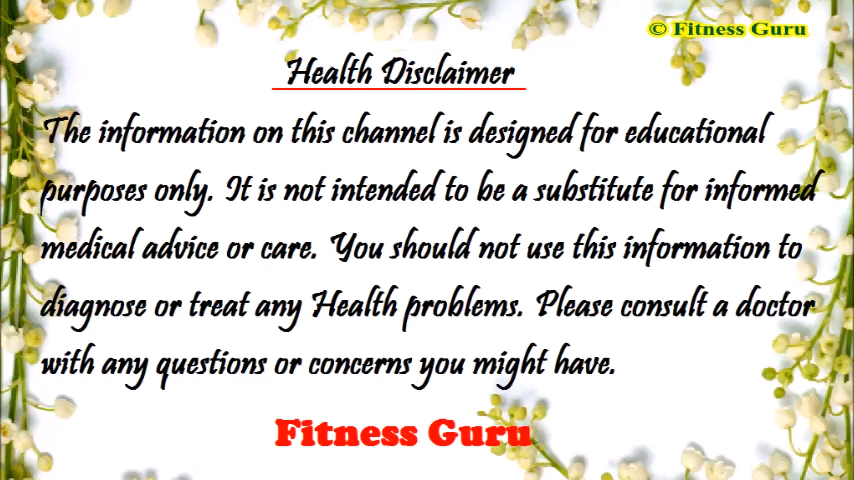 © Fitness Guru
Health Disclaimer
The information on this channel is designed for educational
purposes only. It is not intended to be a substitute for informed
medical advice or care. You should not use this information to
diagnose or treat any Health problems. Please consult a doctor
with any questions or concerns you might have.
Fitness Guru